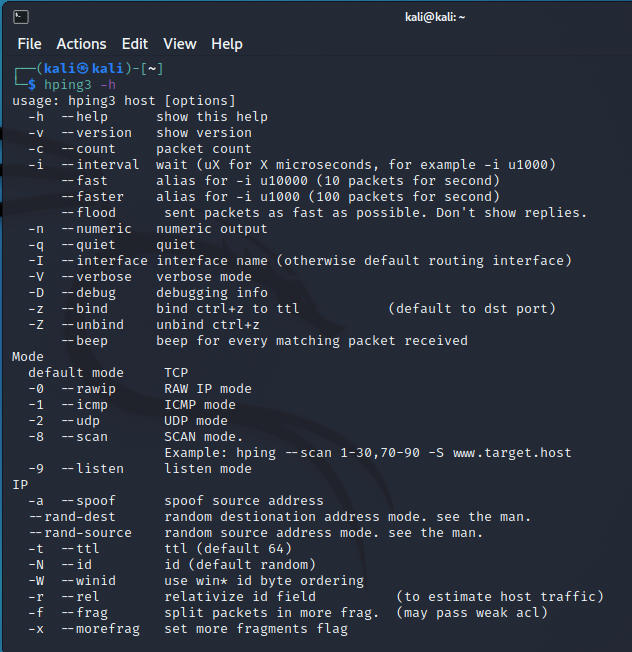 kali@kali: ~
File Actions Edit View Help
┌──(kali㉿kali)-[~]
└─$ hping3 -h
usage: hping3 host [options]
  -h  --help      show this help
  -v  --version   show version
  -c  --count     packet count
  -i  --interval  wait (uX for X microseconds, for example -i u1000)
      --fast      alias for -i u10000 (10 packets for second)
      --faster    alias for -i u1000 (100 packets for second)
      --flood      sent packets as fast as possible. Don't show replies.
  -n  --numeric   numeric output
  -q  --quiet     quiet
  -I  --interface interface name (otherwise default routing interface)
  -V  --verbose   verbose mode
  -D  --debug     debugging info
  -z  --bind      bind ctrl+z to ttl           (default to dst port)
  -Z  --unbind    unbind ctrl+z
      --beep      beep for every matching packet received
Mode
  default mode     TCP
  -0  --rawip      RAW IP mode
  -1  --icmp       ICMP mode
  -2  --udp        UDP mode
  -8  --scan       SCAN mode.
                   Example: hping --scan 1-30,70-90 -S www.target.host
  -9  --listen     listen mode
IP
  -a  --spoof      spoof source address
  --rand-dest      random destionation address mode. see the man.
  --rand-source    random source address mode. see the man.
  -t  --ttl        ttl (default 64)
  -N  --id         id (default random)
  -W  --winid      use win* id byte ordering
  -r  --rel        relativize id field          (to estimate host traffic)
  -f  --frag       split packets in more frag.  (may pass weak acl)
  -x  --morefrag   set more fragments flag